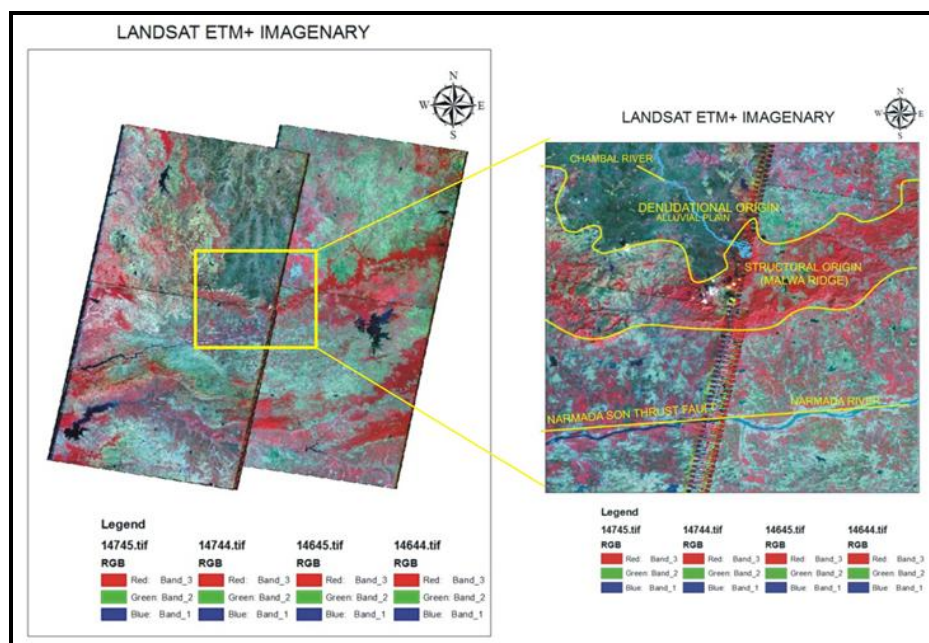 LANDSAT ETM+ IMAGENARY
N
W E
S
Legend
14745.tif 14744.tif 14645.tif 14644.tif
RGB RGB RGB RGB
Red: Band_3 Red: Band_3 Red: Band_3 Red: Band_3
Green: Band_2 Green: Band_2 Green: Band_2 Green: Band_2
Blue: Band_1 Blue: Band_1 Blue: Band_1 Blue: Band_1
LANDSAT ETM+ IMAGENARY
N
W E
S
CHAMBAL RIVER
DENUDATIONAL ORIGIN
ALLUVIAL PLAIN
STRUCTURAL ORIGIN
(MALWA RIDGE)
NARMADA SON THRUST FAULT
NARMADA RIVER
Legend
14745.tif 14744.tif 14645.tif 14644.tif
RGB RGB RGB RGB
Red: Band_3 Red: Band_3 Red: Band_3 Red: Band_3
Green: Band_2 Green: Band_2 Green: Band_2 Green: Band_2
Blue: Band_1 Blue: Band_1 Blue: Band_1 Blue: Band_1